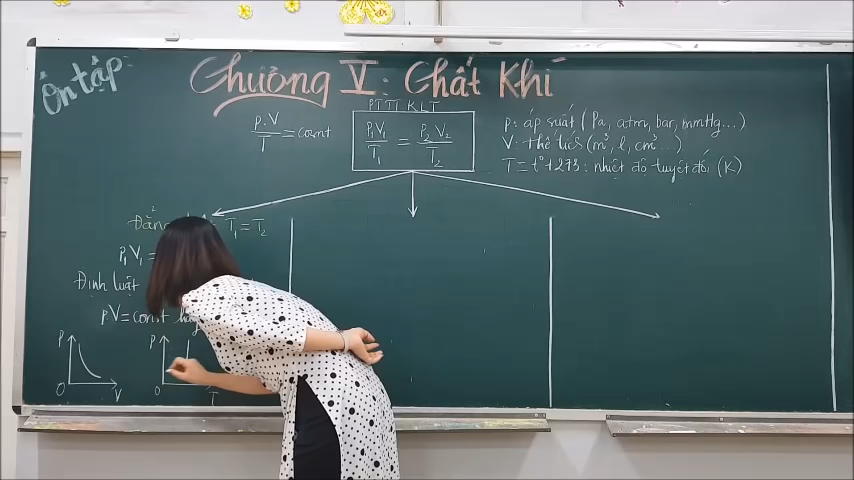 Ôn tập
Chương V: Chất Khí
PTTT KLT
p.V/T = const
p₁V₁/T₁ = p₂V₂/T₂
p: áp suất (Pa, atm, bar, mmHg...)
V: thể tích (m³, l, cm³...)
T = t° + 273: nhiệt độ tuyệt đối (K)
T₁ = T₂
p₁V₁ =
Định luật
pV = const
p
O
V
p
O
T